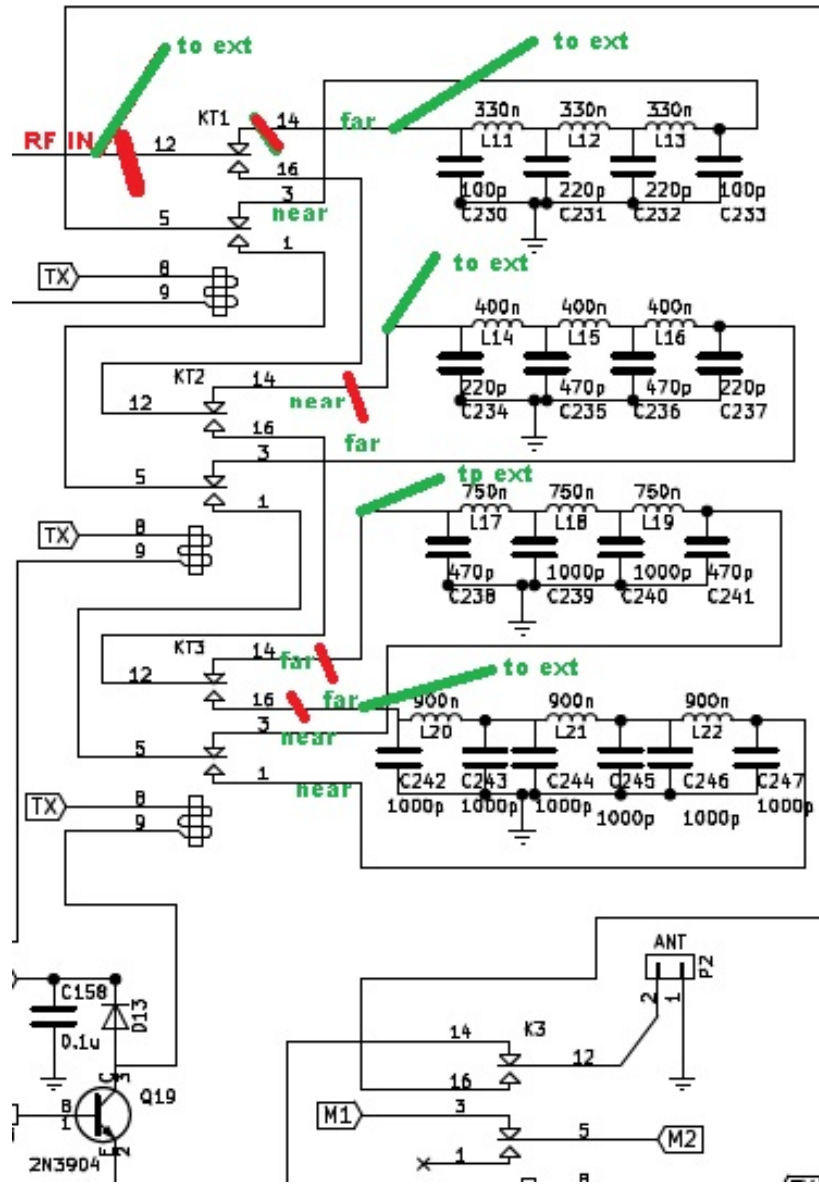 to ext
to ext
RF IN
12
KT1
14
far
330n
330n
330n
L11
L12
L13
16
3
near
100p
220p
220p
100p
C230
C231
C232
C233
5
1
to ext
TX
8
9
400n
400n
400n
L14
L15
L16
KT2
14
near
12
16
far
220p
470p
470p
220p
C234
C235
C236
C237
3
5
1
tp ext
750n
750n
750n
L17
L18
L19
TX
8
9
470p
1000p
1000p
470p
C238
C239
C240
C241
KT3
14
far
12
to ext
16
far
900n
900n
900n
L20
L21
L22
3
near
5
1
near
C242
C243
C244
C245
C246
C247
1000p
1000p
1000p
1000p
1000p
1000p
TX
8
9
ANT
P2
2
1
C158
D13
0.1u
14
K3
12
16
C
3
Q19
B
1
E
2
2N3904
M1
3
5
M2
1
8